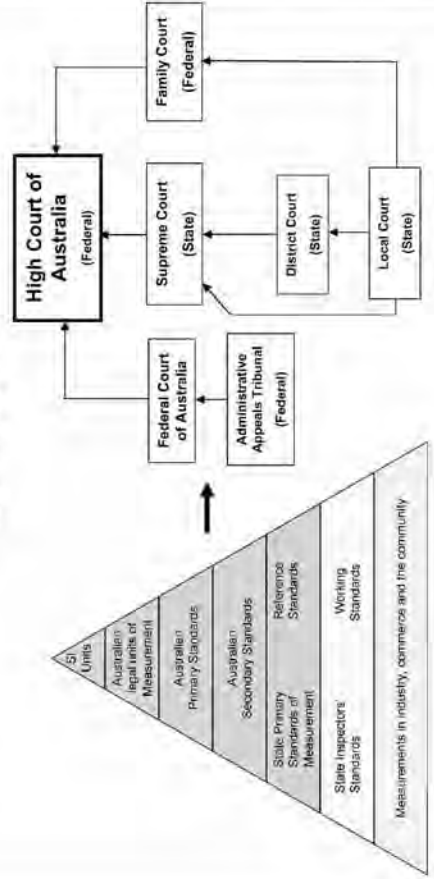 SI
Units
Australian
legal units of
Measurement
Australian
Primary Standards
Australian
Secondary Standards
State Primary
Standards of
Measurement
Reference
Standards
State Inspectors'
Standards
Working
Standards
Measurements in industry, commerce and the community
High Court of
Australia
(Federal)
Federal Court
of Australia
Administrative
Appeals Tribunal
(Federal)
Supreme Court
(State)
District Court
(State)
Local Court
(State)
Family Court
(Federal)